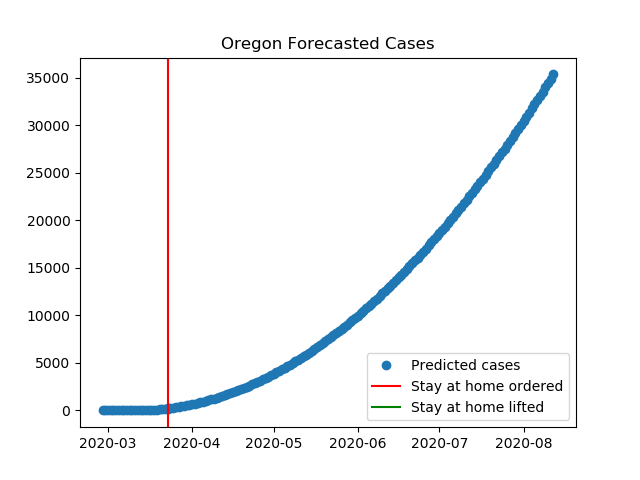 Oregon Forecasted Cases
35000
30000
25000
20000
15000
10000
5000
0
Predicted cases
Stay at home ordered
Stay at home lifted
2020-03 2020-04 2020-05 2020-06 2020-07 2020-08